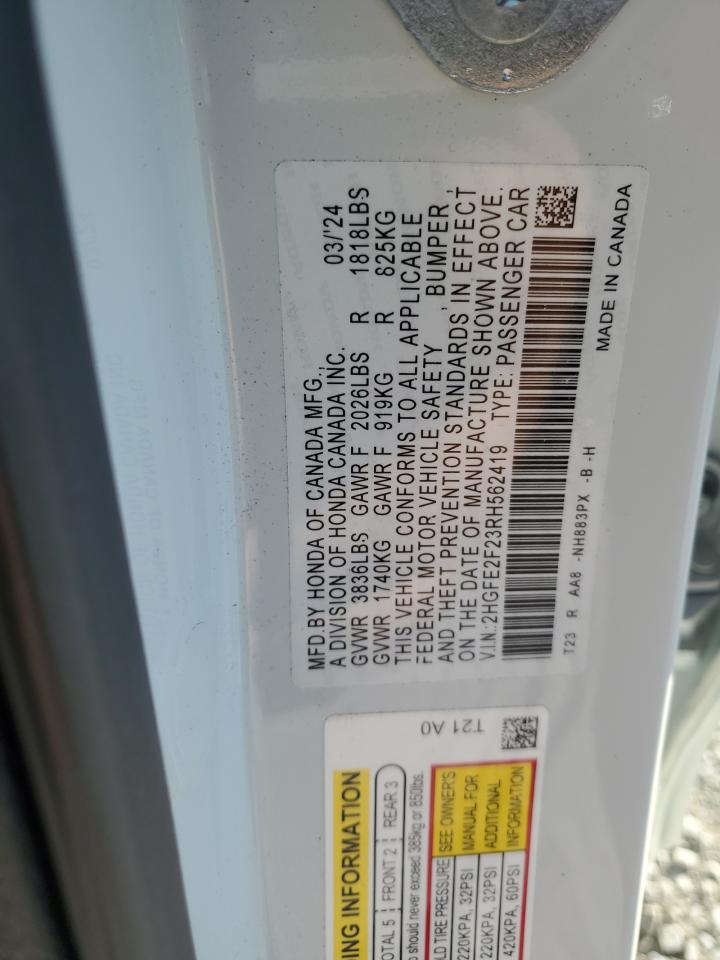 MFD.BY HONDA OF CANADA MFG., 03/'24
A DIVISION OF HONDA CANADA INC.
GVWR 3836LBS GAWR F 2026LBS R 1818LBS
GVWR 1740KG GAWR F 919KG R 825KG
THIS VEHICLE CONFORMS TO ALL APPLICABLE
FEDERAL MOTOR VEHICLE SAFETY , BUMPER ,
AND THEFT PREVENTION STANDARDS IN EFFECT
ON THE DATE OF MANUFACTURE SHOWN ABOVE.
V.I.N.:2HGFE2F23RH562419 TYPE: PASSENGER CAR
T23 R AA8 -NH883PX -B -H
MADE IN CANADA
T21 A0
INFORMATION
5 FRONT 2 REAR 3
should never exceed 385kg or 850lbs.
TIRE PRESSURE SEE OWNER'S
220KPA, 32PSI MANUAL FOR
220KPA, 32PSI ADDITIONAL
420KPA, 60PSI INFORMATION